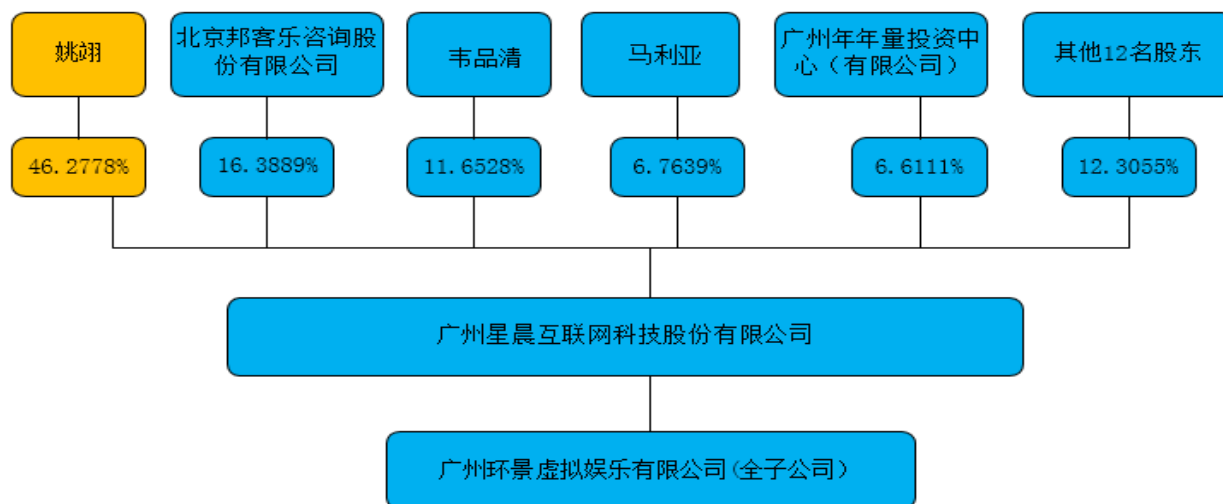 姚翊
北京邦客乐咨询股
份有限公司
韦品清
马利亚
广州年年量投资中
心（有限公司）
其他12名股东
46.2778%
16.3889%
11.6528%
6.7639%
6.6111%
12.3055%
广州星晨互联网科技股份有限公司
广州环景虚拟娱乐有限公司(全子公司）